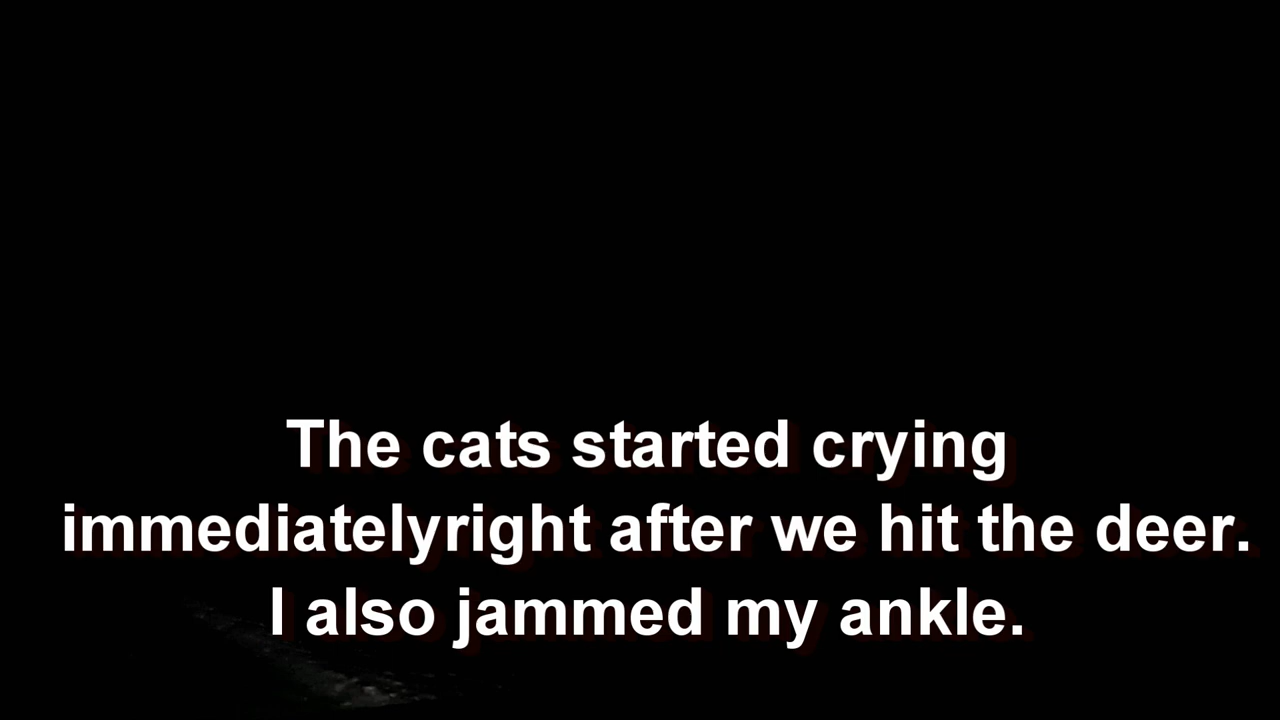 The cats started crying
immediatelyright after we hit the deer.
I also jammed my ankle.